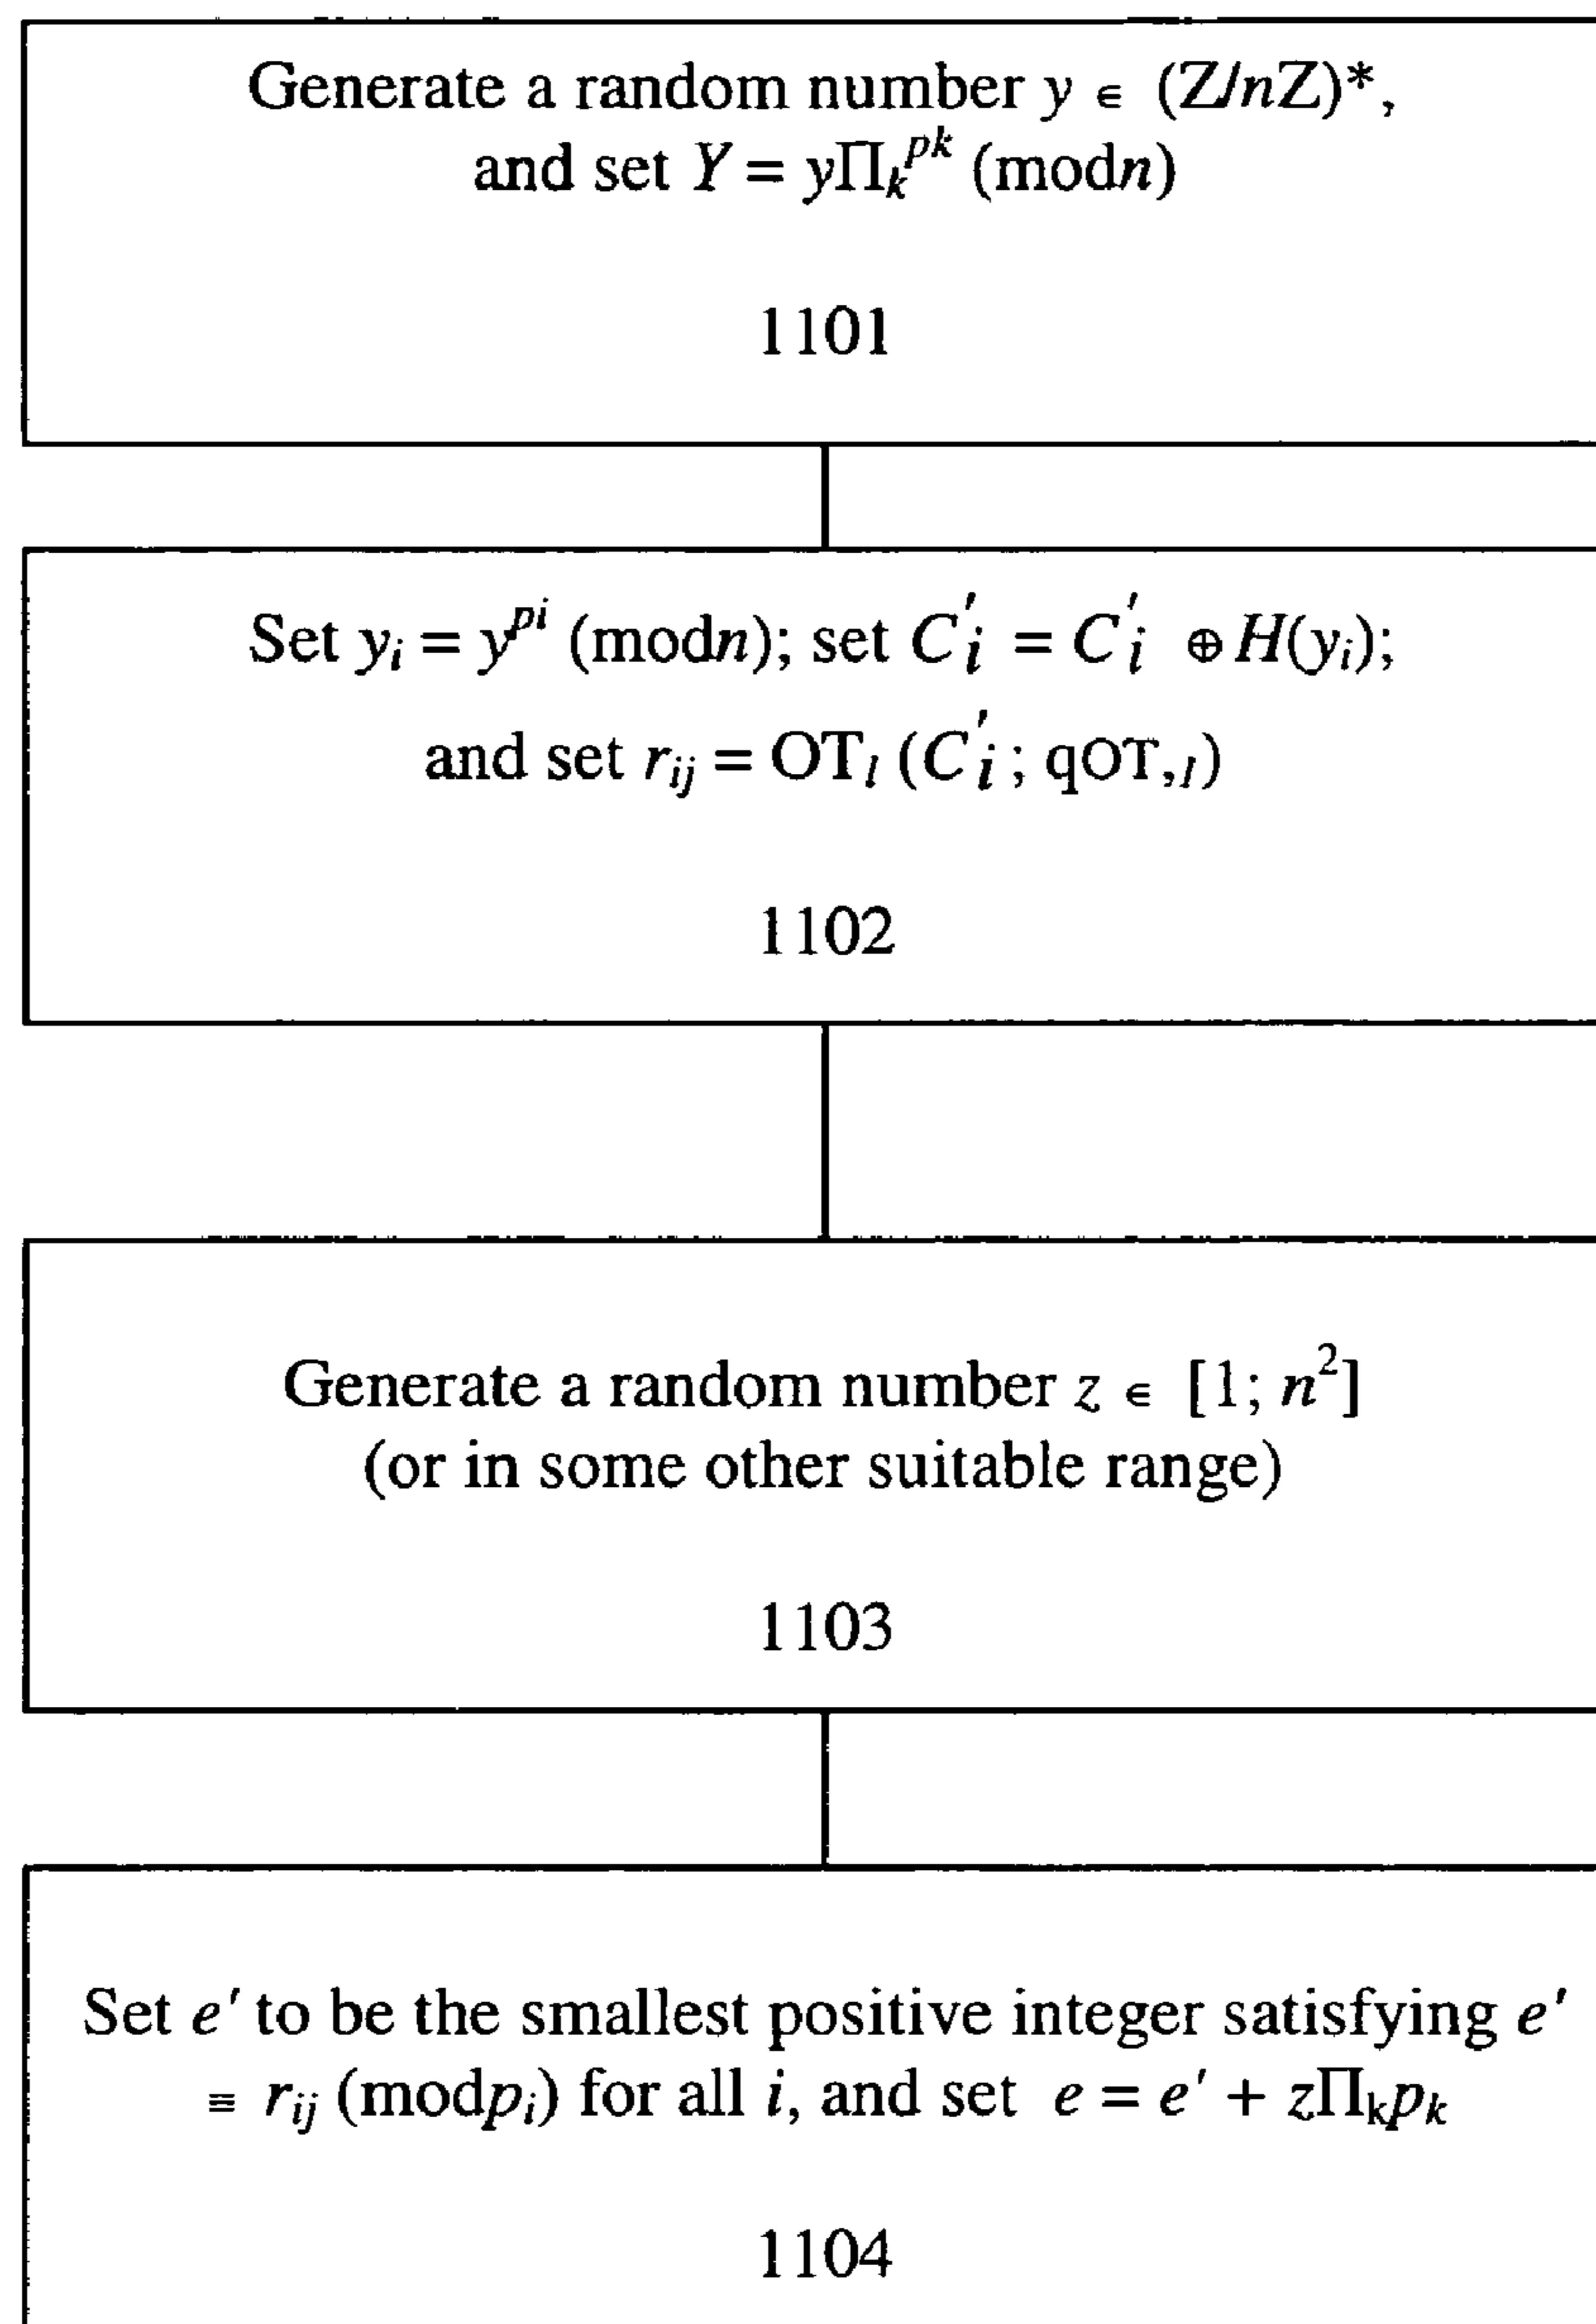 Generate a random number y ∈ (Z/nZ)*,
and set Y = yΠₖ^pk (modn)
1101
Set yᵢ = y^pi (modn); set C'ᵢ = C'ᵢ ⊕ H(yᵢ);
and set rᵢⱼ = OTₗ (C'ᵢ; qOT,ₗ)
1102
Generate a random number z ∈ [1; n²]
(or in some other suitable range)
1103
Set e' to be the smallest positive integer satisfying e'
≡ rᵢⱼ (modpᵢ) for all i, and set e = e' + zΠₖpₖ
1104